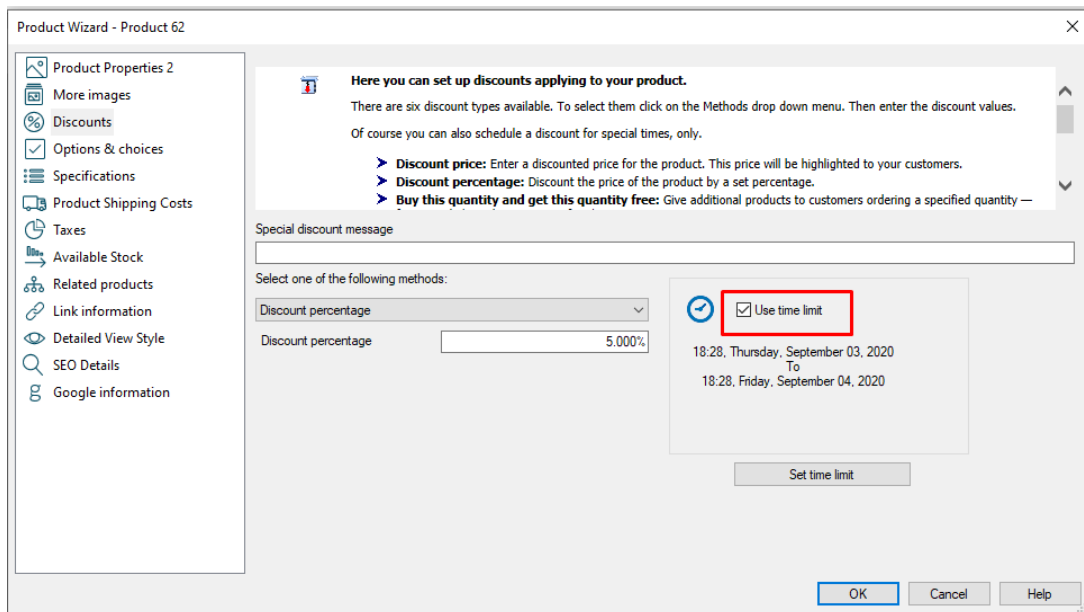 Product Wizard - Product 62
Product Properties 2
More images
Discounts
Options & choices
Specifications
Product Shipping Costs
Taxes
Available Stock
Related products
Link information
Detailed View Style
SEO Details
Google information
Here you can set up discounts applying to your product.
There are six discount types available. To select them click on the Methods drop down menu. Then enter the discount values.
Of course you can also schedule a discount for special times, only.
Discount price: Enter a discounted price for the product. This price will be highlighted to your customers.
Discount percentage: Discount the price of the product by a set percentage.
Buy this quantity and get this quantity free: Give additional products to customers ordering a specified quantity —
Special discount message
Select one of the following methods:
Discount percentage
Discount percentage
5.000%
Use time limit
18:28, Thursday, September 03, 2020
To
18:28, Friday, September 04, 2020
Set time limit
OK
Cancel
Help